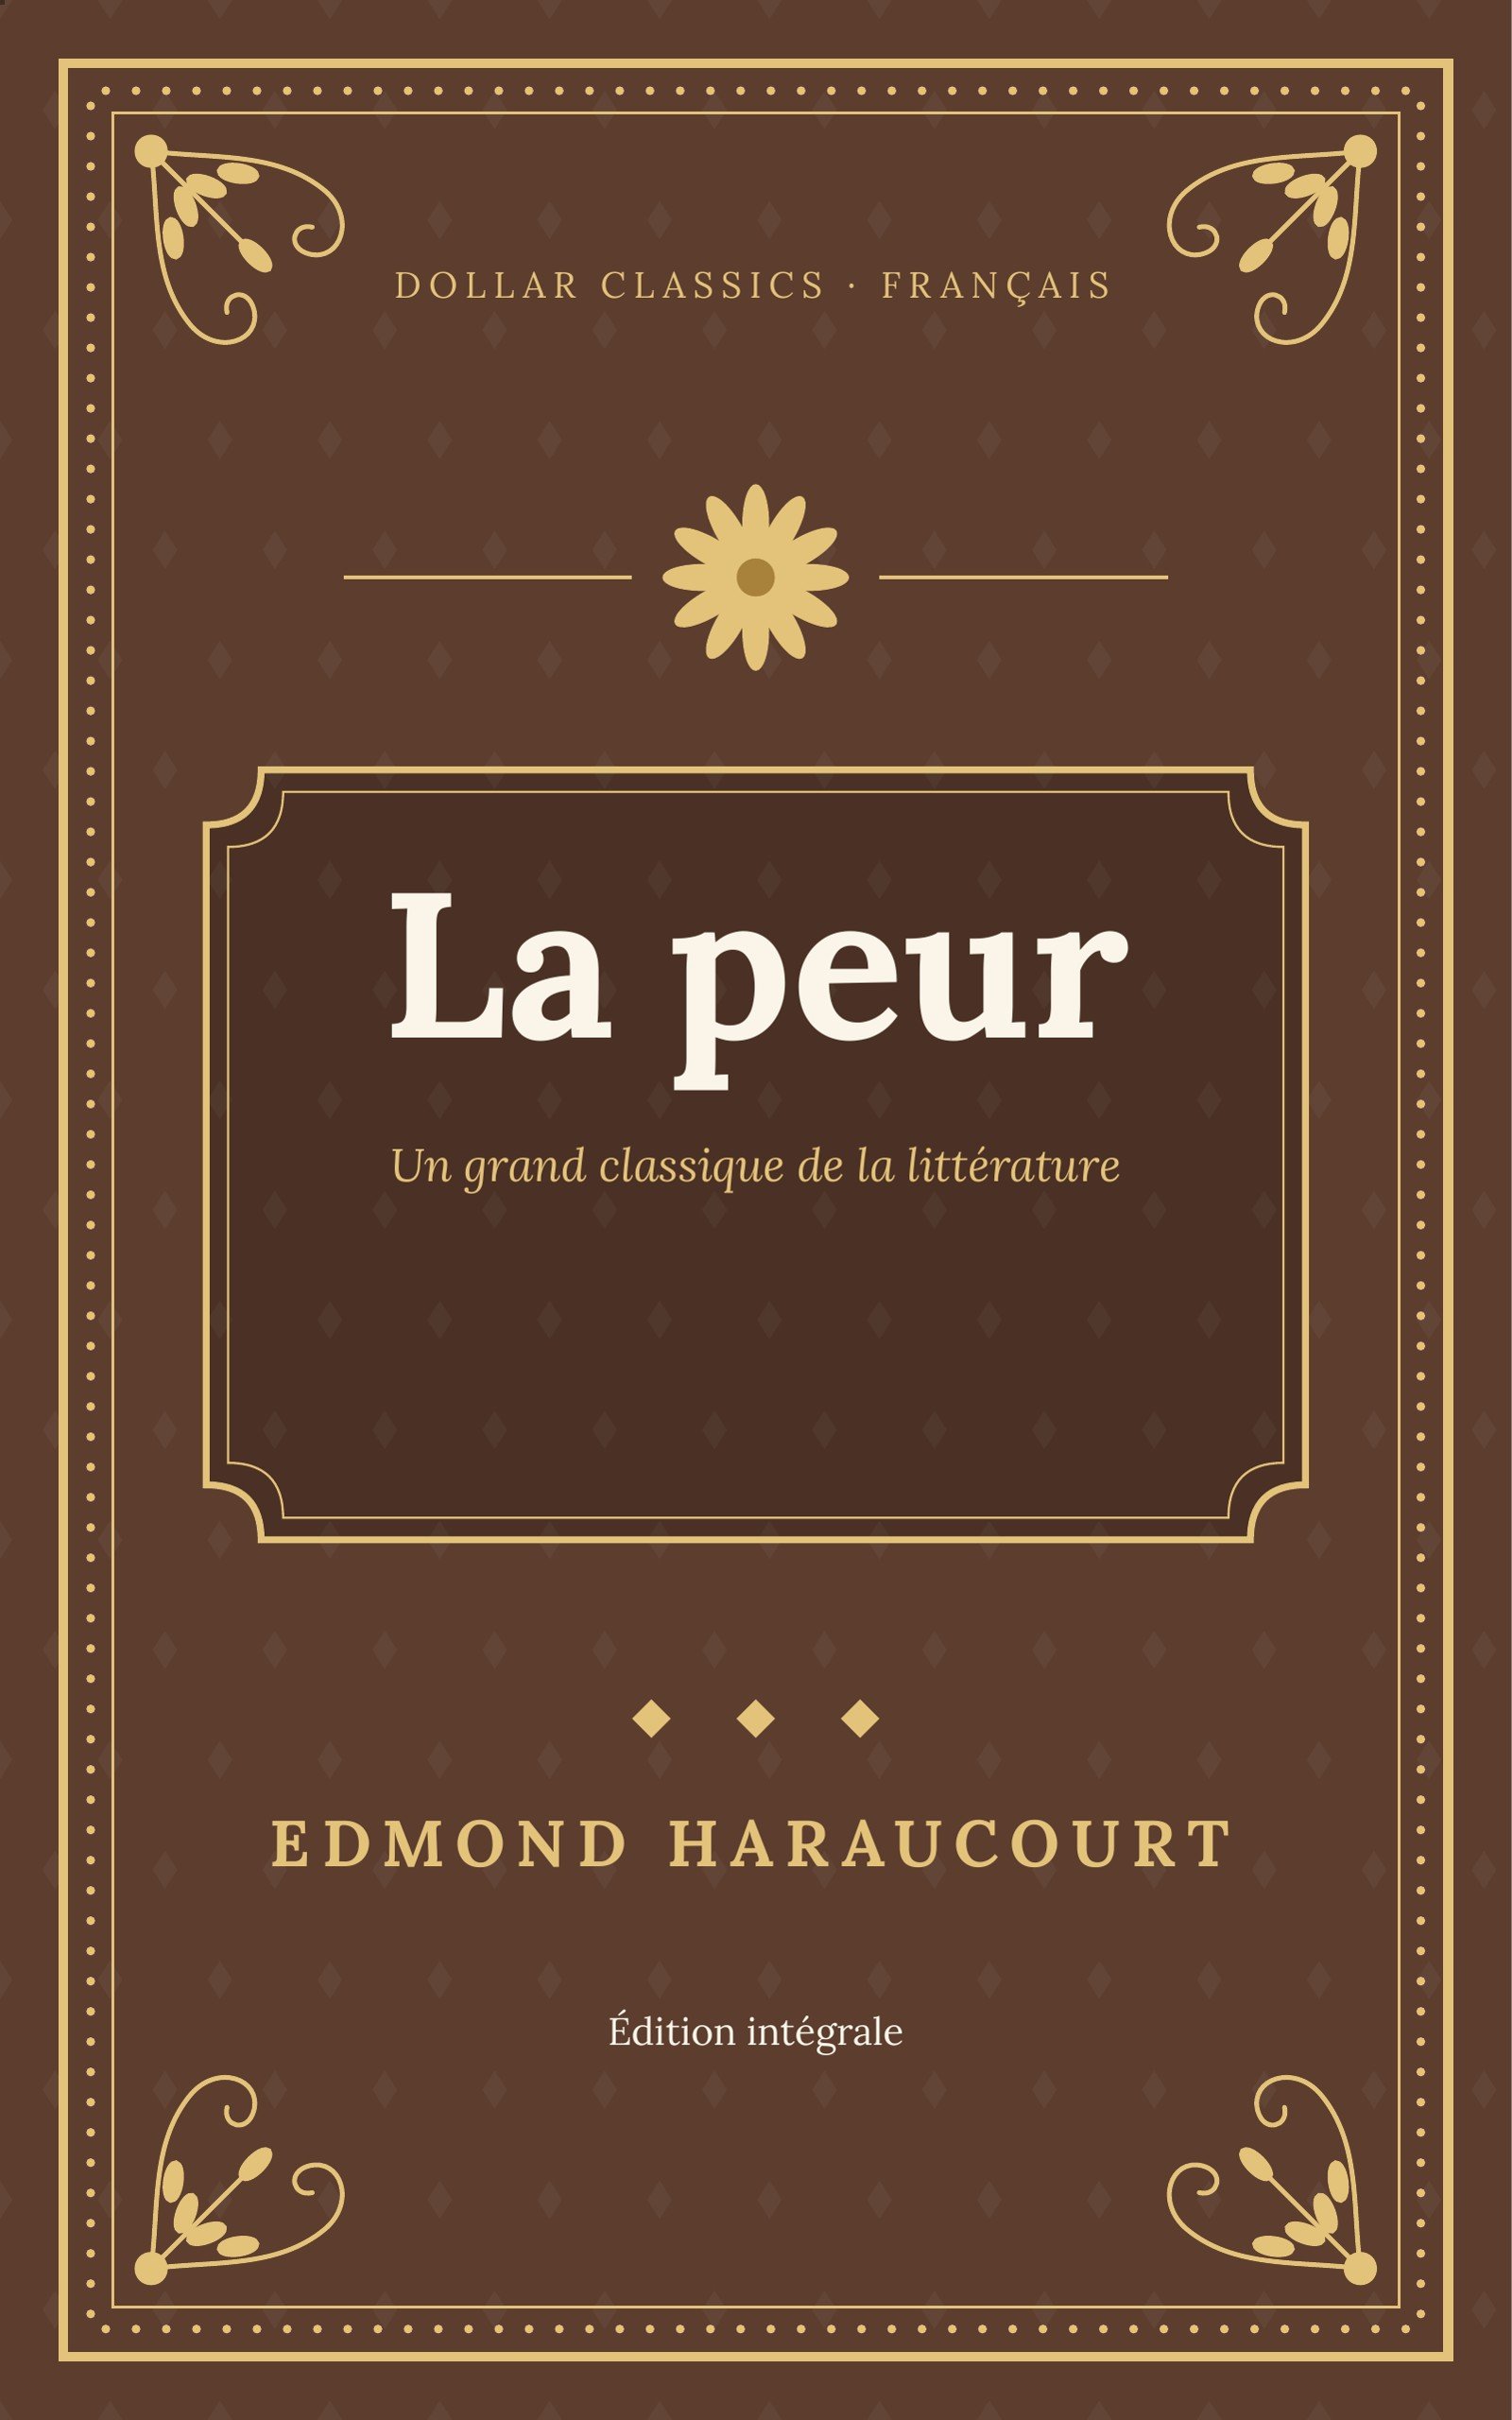 DOLLAR CLASSICS · FRANÇAIS
La peur
Un grand classique de la littérature
EDMOND HARAUCOURT
Édition intégrale